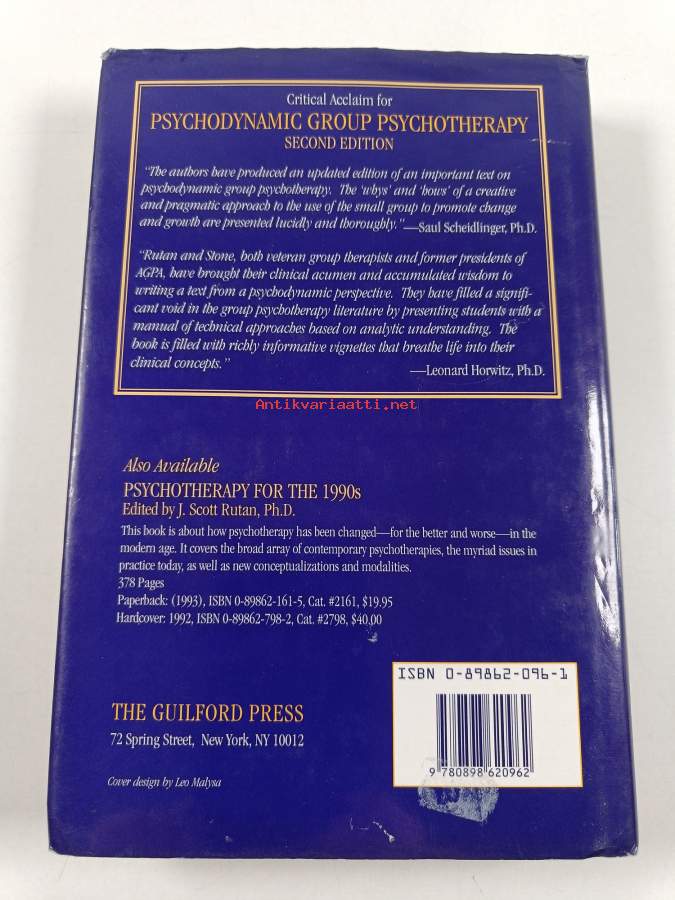 Critical Acclaim for
PSYCHODYNAMIC GROUP PSYCHOTHERAPY
SECOND EDITION
"The authors have produced an updated edition of an important text on
psychodynamic group psychotherapy. The 'whys' and 'hows' of a creative
and pragmatic approach to the use of the small group to promote change
and growth are presented lucidly and thoroughly." —Saul Scheidlinger, Ph.D.
"Rutan and Stone, both veteran group therapists and former presidents of
AGPA, have brought their clinical acumen and accumulated wisdom to
writing a text from a psychodynamic perspective. They have filled a signifi-
cant void in the group psychotherapy literature by presenting students with a
manual of technical approaches based on analytic understanding. The
book is filled with richly informative vignettes that breathe life into their
clinical concepts."
—Leonard Horwitz, Ph.D.
Antikvariaatti.net
Also Available
PSYCHOTHERAPY FOR THE 1990s
Edited by J. Scott Rutan, Ph.D.
This book is about how psychotherapy has been changed—for the better and worse—in the
modern age. It covers the broad array of contemporary psychotherapies, the myriad issues in
practice today, as well as new conceptualizations and modalities.
378 Pages
Paperback: (1993), ISBN 0-89862-161-5, Cat. #2161, $19.95
Hardcover: 1992, ISBN 0-89862-798-2, Cat. #2798, $40.00
THE GUILFORD PRESS
72 Spring Street, New York, NY 10012
Cover design by Leo Malysa
ISBN 0-89862-096-1
9 780898 620962